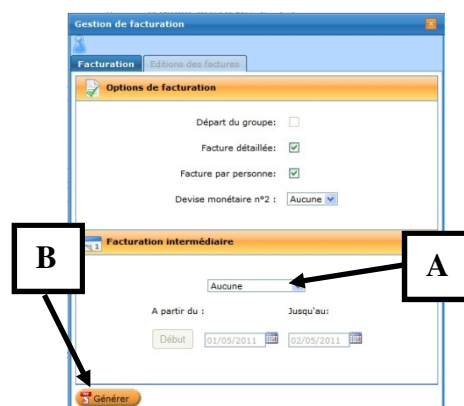 Gestion de facturation
Facturation Editions des factures
Options de facturation
Départ du groupe:
Facture détaillée:
Facture par personne:
Devise monétaire n°2 : Aucune
Facturation intermédiaire
B
A
Aucune
A partir du : Jusqu'au:
Début 01/05/2011 02/05/2011
Générer